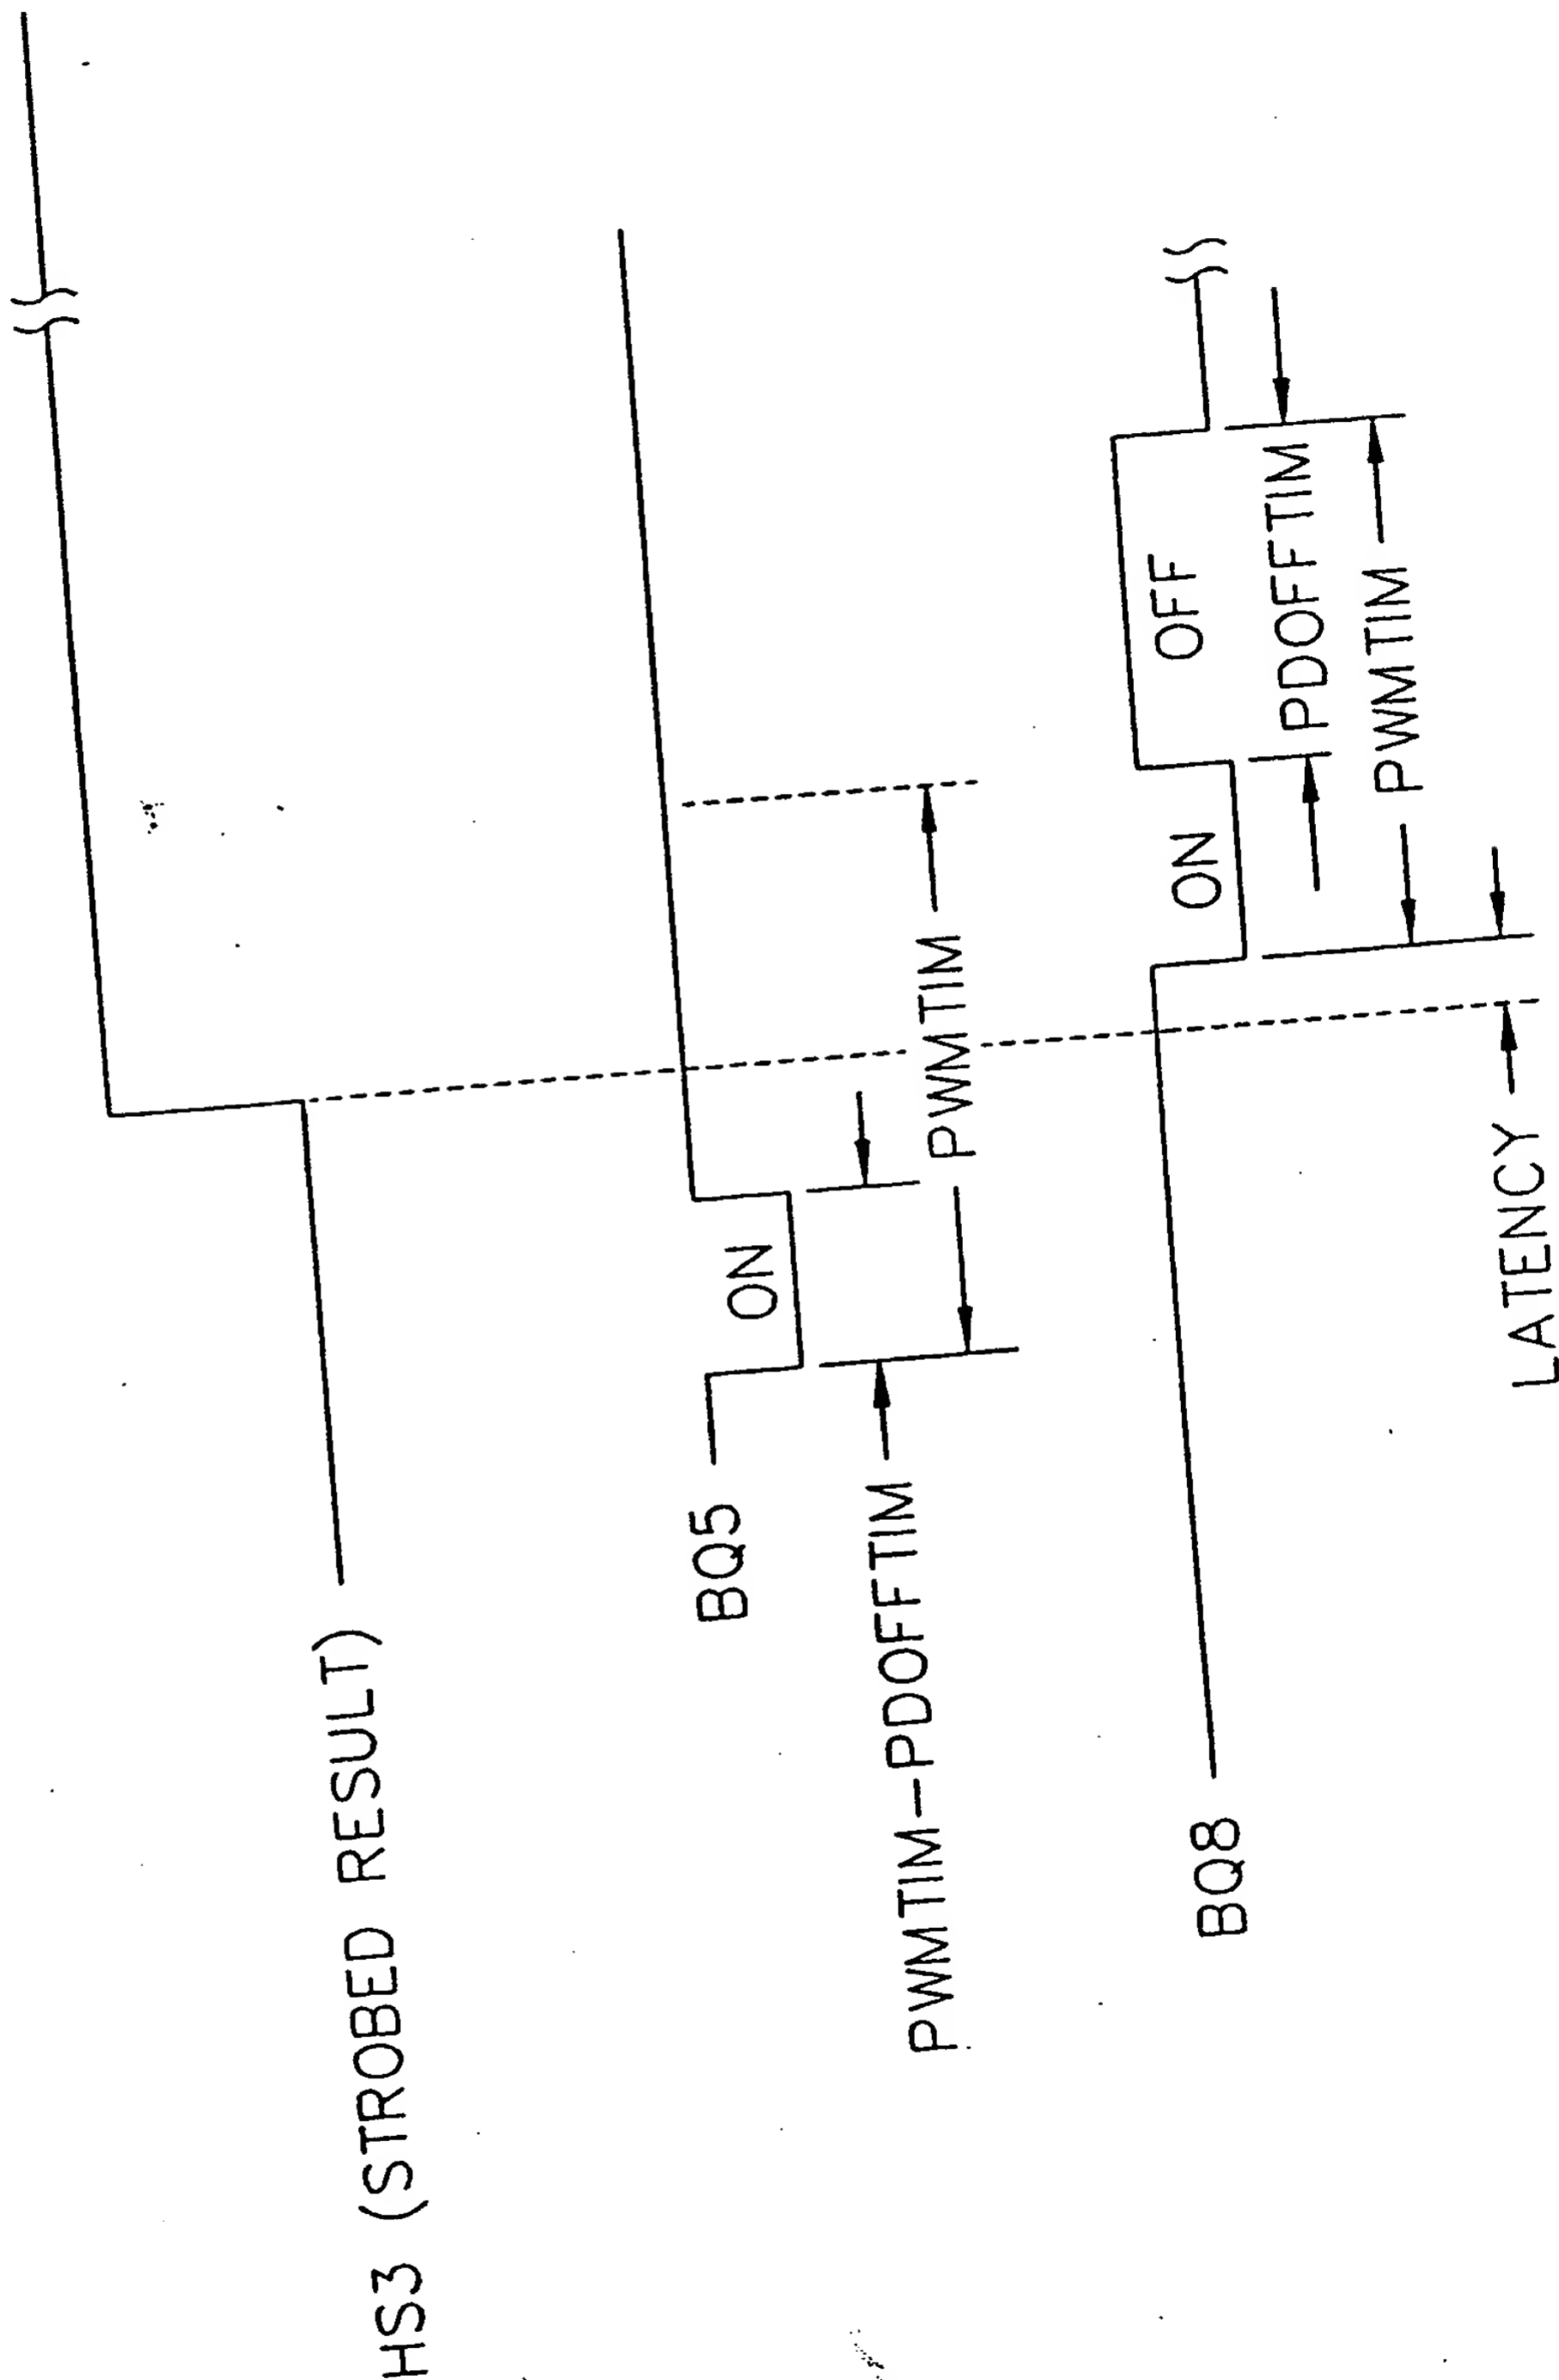 HS3 (STROBED RESULT)
BQ5
ON
PWMTIM-PDOFFTIM
PWMTIM
BQ8
ON
OFF
PDOFFTIM
PWMTIM
LATENCY